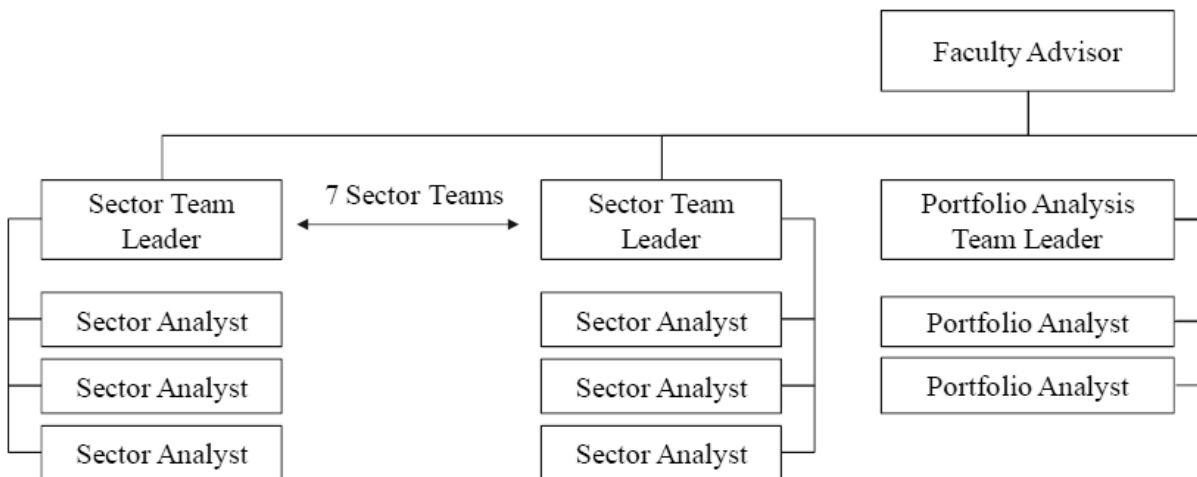 Faculty Advisor
Sector Team
Leader
7 Sector Teams
Sector Team
Leader
Portfolio Analysis
Team Leader
Sector Analyst
Sector Analyst
Portfolio Analyst
Sector Analyst
Sector Analyst
Portfolio Analyst
Sector Analyst
Sector Analyst